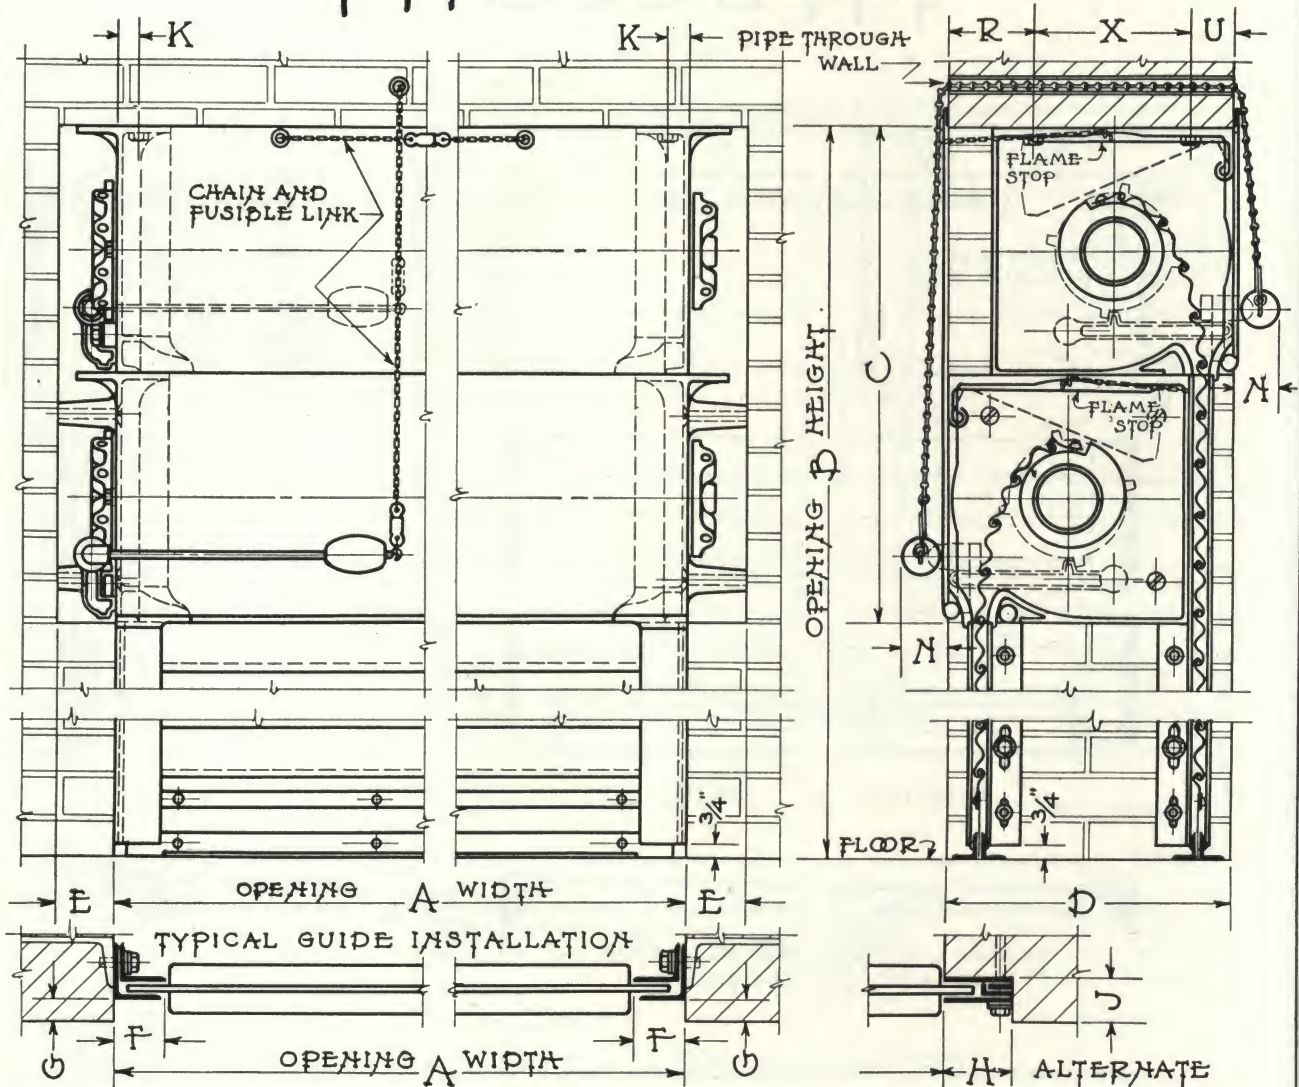 K
K
PIPE THROUGH
WALL
R
X
U
FLAME
STOP
CHAIN AND
FUSIBLE LINK
OPENING B HEIGHT.
C
N
FLAME
STOP
N
3/4"
3/4"
FLOOR
E
OPENING A WIDTH
E
D
TYPICAL GUIDE INSTALLATION
J
F
F
G
OPENING A WIDTH
G
H
ALTERNATE